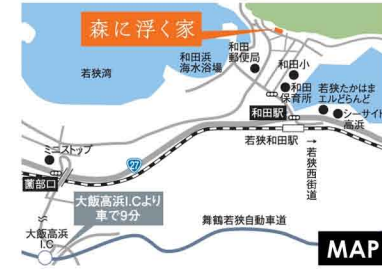 森に浮く家
和田
郵便局
和田浜
海水浴場
和田小
和田
保育所
若狭湾
若狭たかはま
エルどらんど
シーサイド
高浜
和田駅
若狭和田駅
→若狭西街道
ミニストップ
27
薗部口
大飯高浜I.Cより
車で9分
大飯高浜
I.C
舞鶴若狭自動車道
MAP